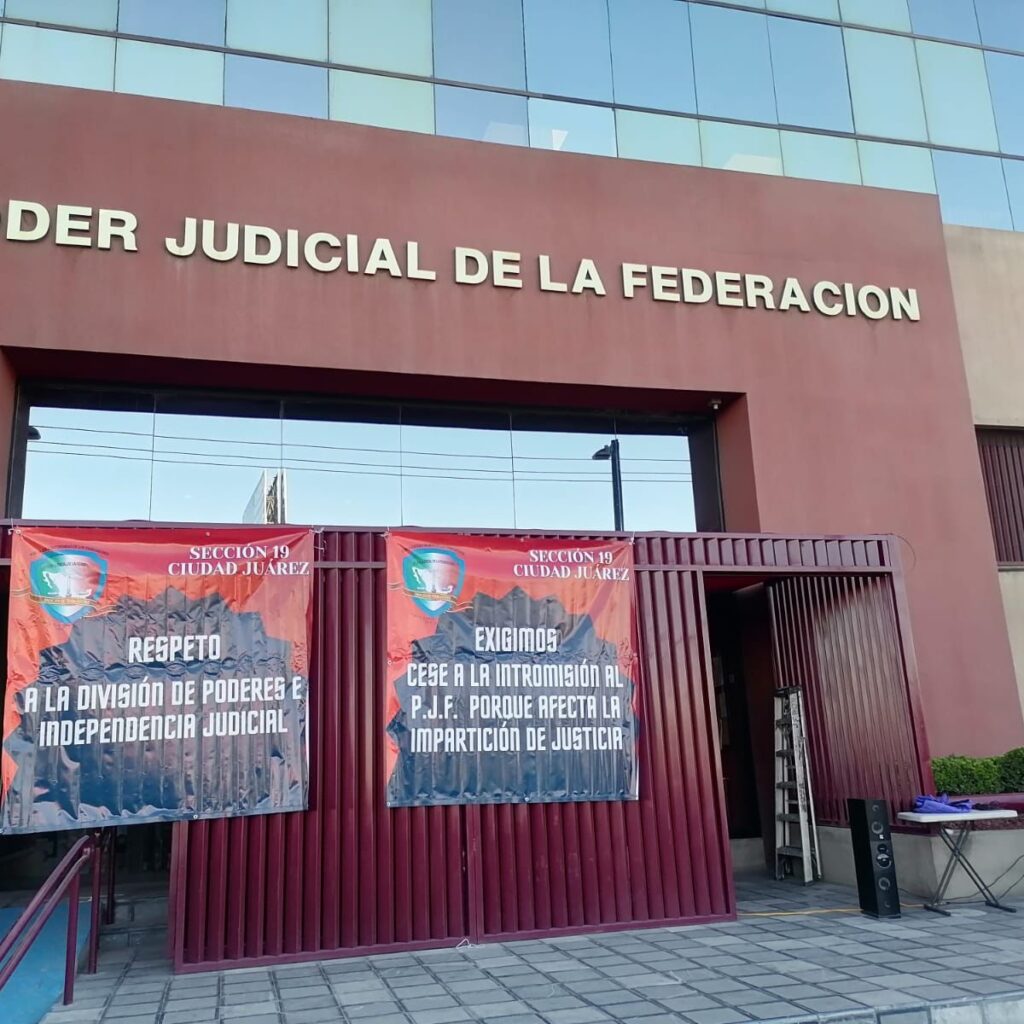 DER JUDICIAL DE LA FEDERACION
SECCIÓN 19
CIUDAD JUÁREZ
RESPETO
A LA DIVISIÓN DE PODERES E
INDEPENDENCIA JUDICIAL
SECCIÓN 19
CIUDAD JUÁREZ
EXIGIMOS
CESE A LA INTROMISIÓN AL
P.J.F. PORQUE AFECTA LA
IMPARTICIÓN DE JUSTICIA